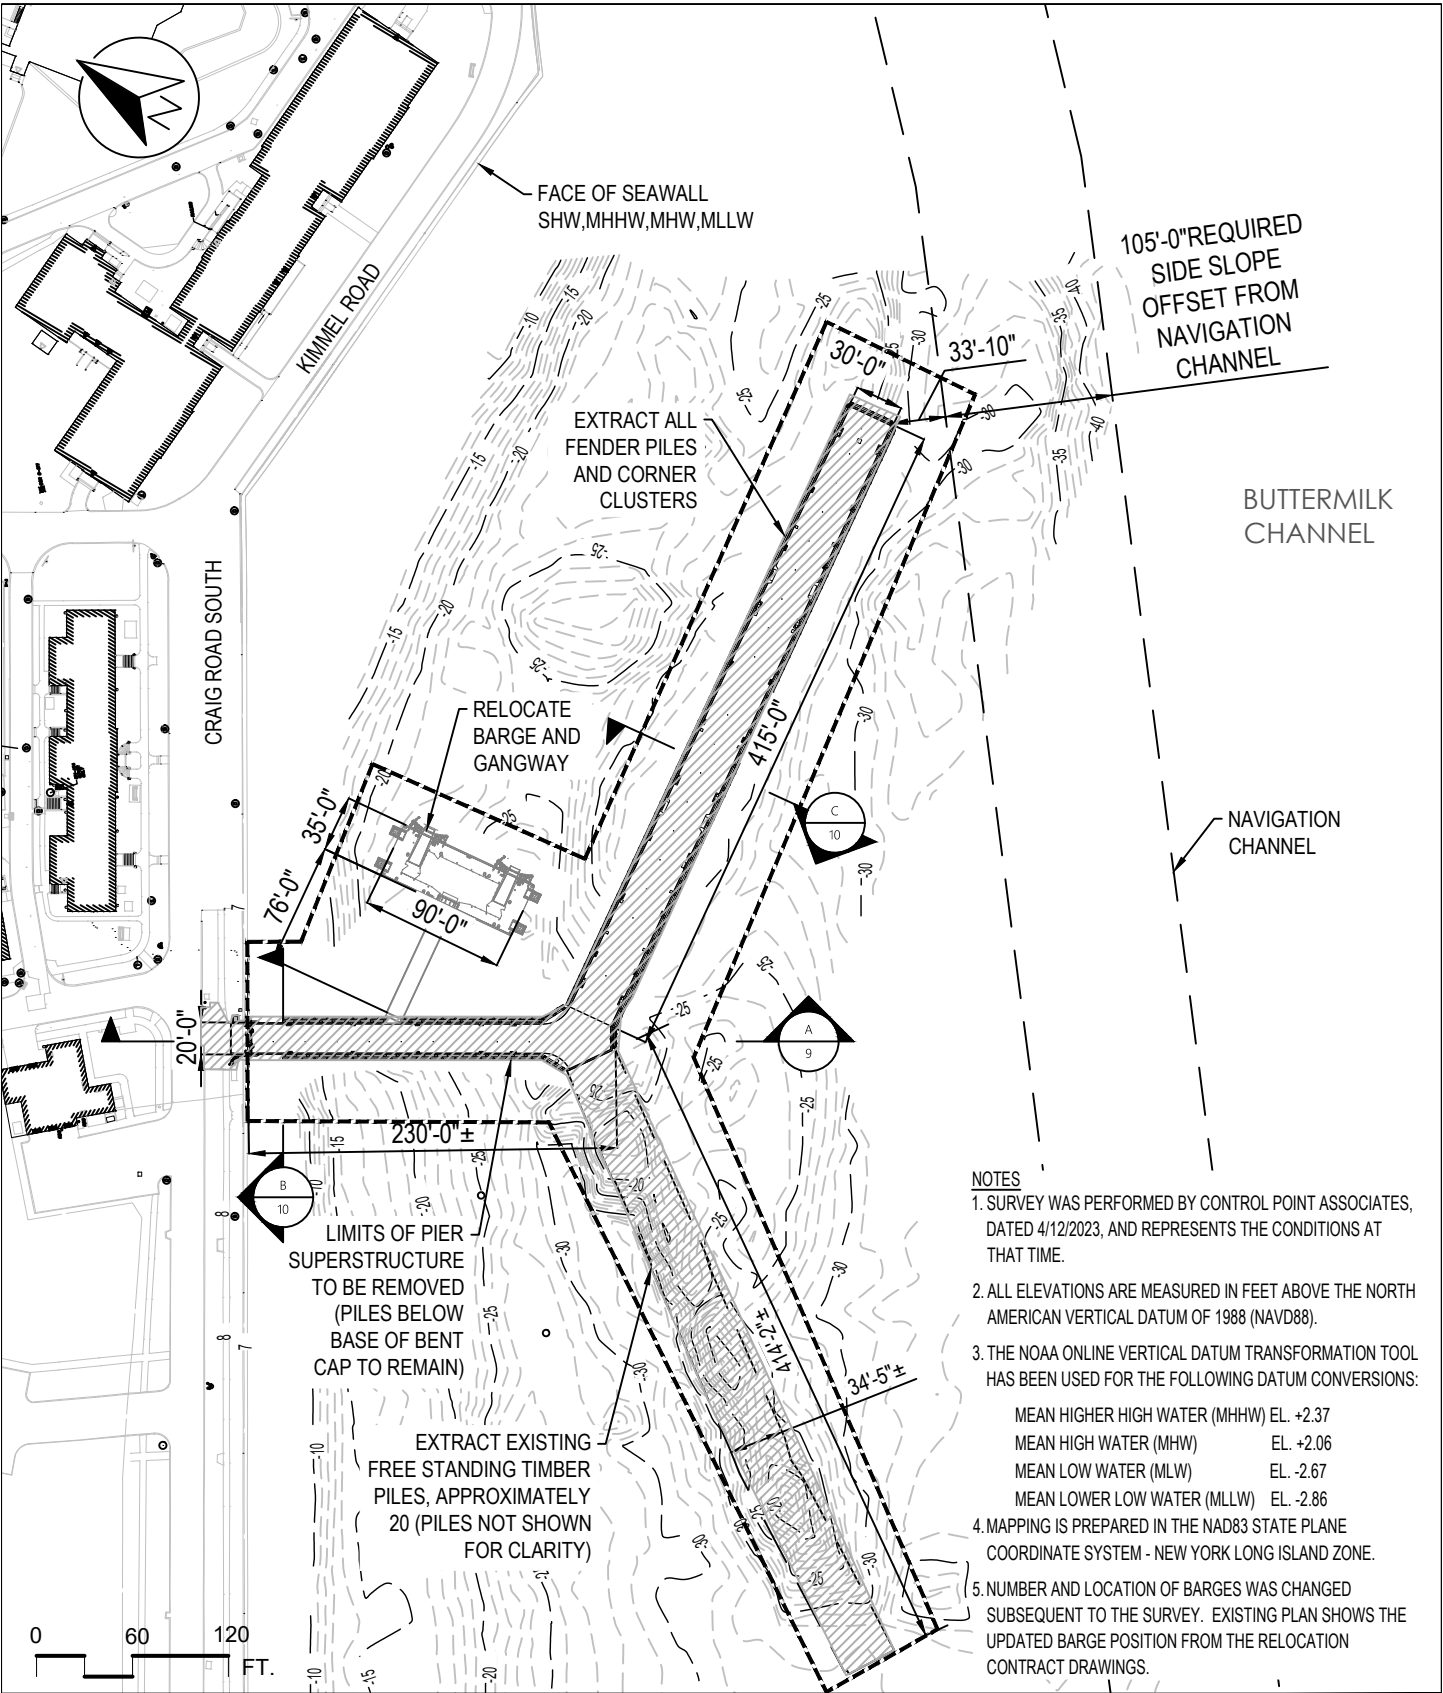 FACE OF SEAWALL
SHW,MHHW,MHW,MLLW
KIMMEL ROAD
105'-0"REQUIRED
SIDE SLOPE
OFFSET FROM
NAVIGATION
CHANNEL
33'-10"
30'-0"
EXTRACT ALL
FENDER PILES
AND CORNER
CLUSTERS
BUTTERMILK
CHANNEL
CRAIG ROAD SOUTH
RELOCATE
BARGE AND
GANGWAY
415'-0"
35'-0"
76'-0"
90'-0"
C
10
NAVIGATION
CHANNEL
20'-0"
A
9
230'-0"±
B
10
LIMITS OF PIER
SUPERSTRUCTURE
TO BE REMOVED
(PILES BELOW
BASE OF BENT
CAP TO REMAIN)
414'-2"±
34'-5"±
EXTRACT EXISTING
FREE STANDING TIMBER
PILES, APPROXIMATELY
20 (PILES NOT SHOWN
FOR CLARITY)
NOTES
1. SURVEY WAS PERFORMED BY CONTROL POINT ASSOCIATES,
DATED 4/12/2023, AND REPRESENTS THE CONDITIONS AT
THAT TIME.
2. ALL ELEVATIONS ARE MEASURED IN FEET ABOVE THE NORTH
AMERICAN VERTICAL DATUM OF 1988 (NAVD88).
3. THE NOAA ONLINE VERTICAL DATUM TRANSFORMATION TOOL
HAS BEEN USED FOR THE FOLLOWING DATUM CONVERSIONS:
MEAN HIGHER HIGH WATER (MHHW) EL. +2.37
MEAN HIGH WATER (MHW) EL. +2.06
MEAN LOW WATER (MLW) EL. -2.67
MEAN LOWER LOW WATER (MLLW) EL. -2.86
4. MAPPING IS PREPARED IN THE NAD83 STATE PLANE
COORDINATE SYSTEM - NEW YORK LONG ISLAND ZONE.
5. NUMBER AND LOCATION OF BARGES WAS CHANGED
SUBSEQUENT TO THE SURVEY. EXISTING PLAN SHOWS THE
UPDATED BARGE POSITION FROM THE RELOCATION
CONTRACT DRAWINGS.
0 60 120
FT.